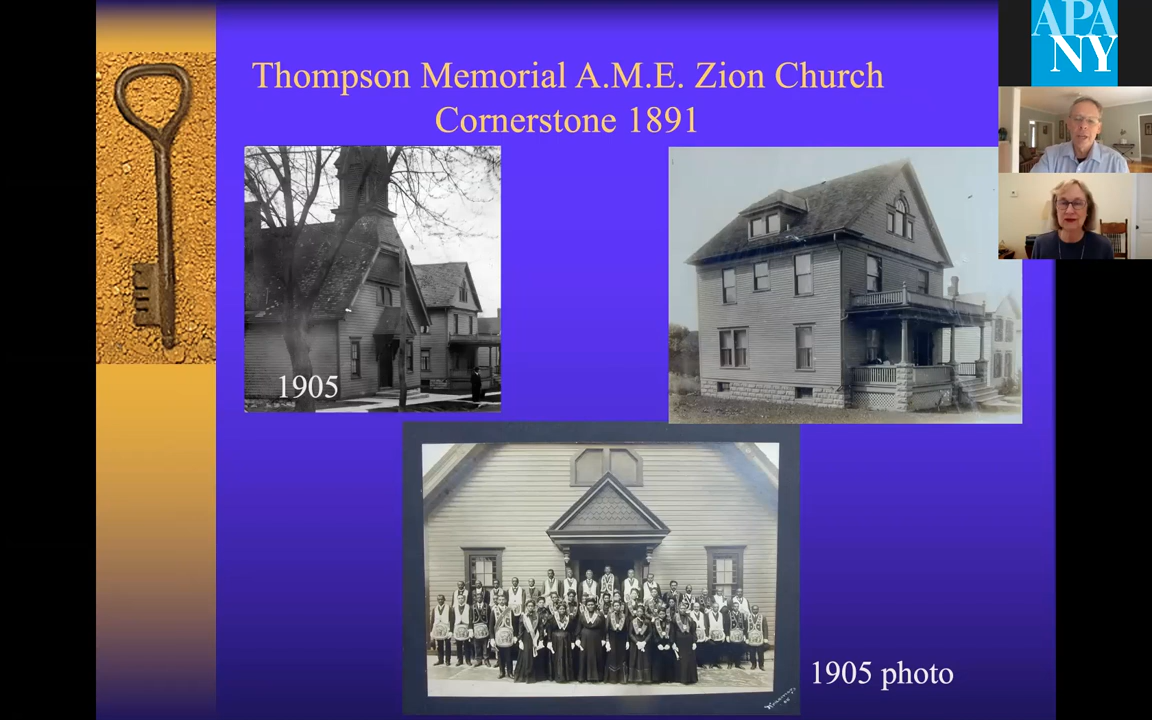 Thompson Memorial A.M.E. Zion Church
Cornerstone 1891
APA
NY
1905
1905 photo